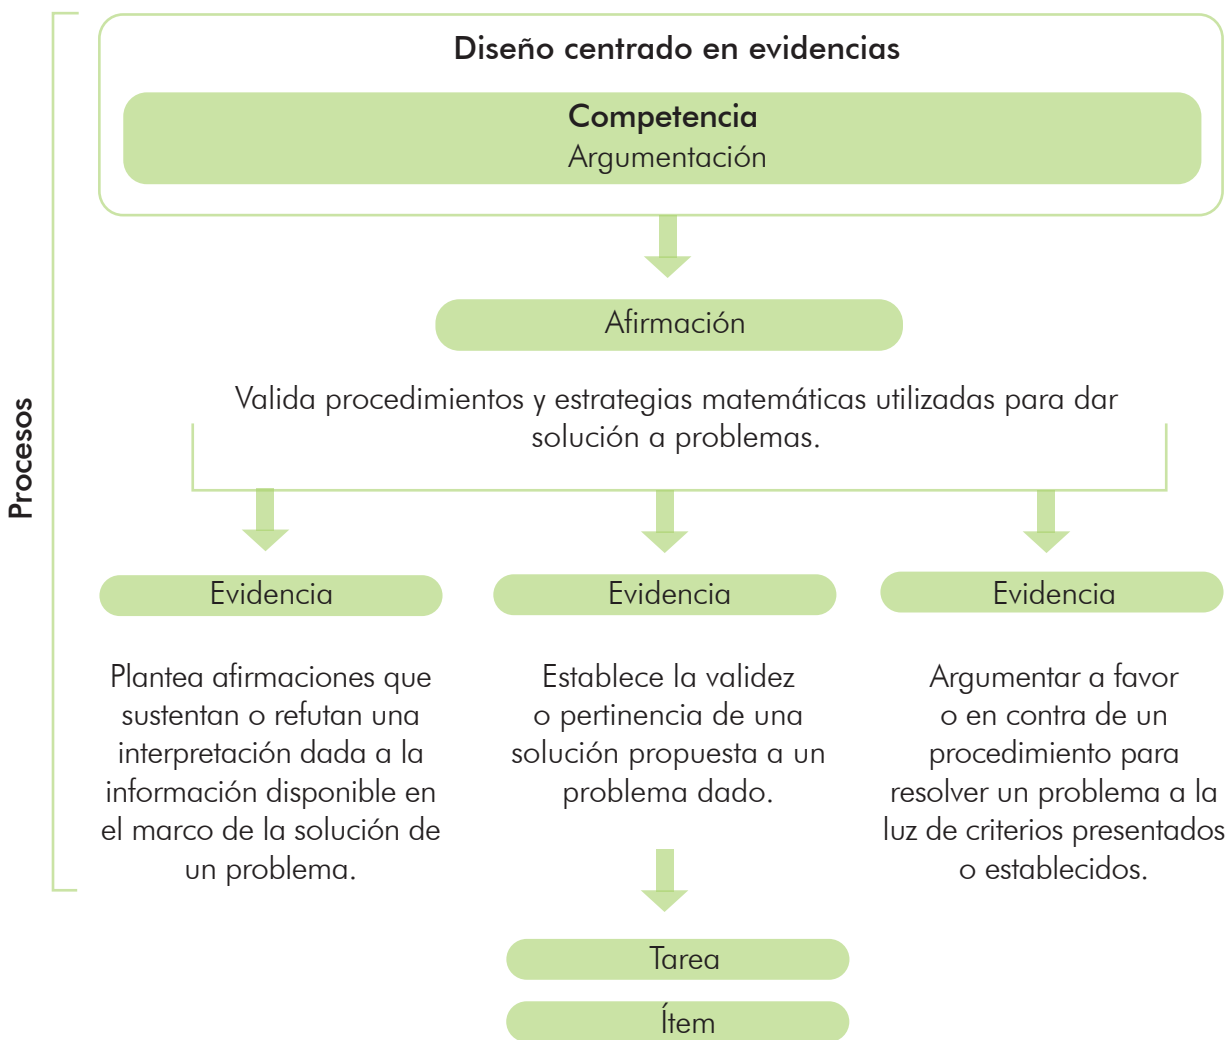 Diseño centrado en evidencias
Competencia
Argumentación
Afirmación
Valida procedimientos y estrategias matemáticas utilizadas para dar
solución a problemas.
Procesos
Evidencia
Plantea afirmaciones que
sustentan o refutan una
interpretación dada a la
información disponible en
el marco de la solución de
un problema.
Evidencia
Establece la validez
o pertinencia de una
solución propuesta a un
problema dado.
Evidencia
Argumentar a favor
o en contra de un
procedimiento para
resolver un problema a la
luz de criterios presentados
o establecidos.
Tarea
Ítem